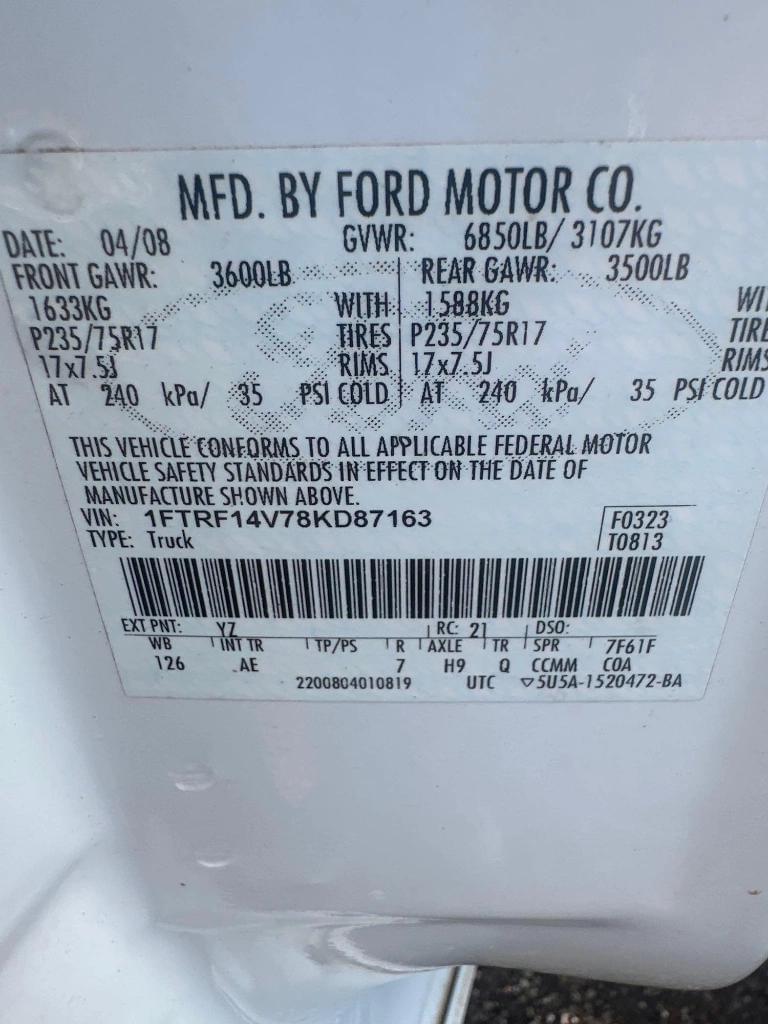 MFD. BY FORD MOTOR CO.
DATE: 04/08 GVWR: 6850LB/ 3107KG
FRONT GAWR: 3600LB REAR GAWR: 3500LB
1633KG WITH 1588KG WI
P235/75R17 TIRES P235/75R17 TIRE
17x7.5J RIMS 17x7.5J RIMS
AT 240 kPa/ 35 PSI COLD AT 240 kPa/ 35 PSI COLD
THIS VEHICLE CONFORMS TO ALL APPLICABLE FEDERAL MOTOR
VEHICLE SAFETY STANDARDS IN EFFECT ON THE DATE OF
MANUFACTURE SHOWN ABOVE.
VIN: 1FTRF14V78KD87163 F0323
TYPE: Truck T0813
EXT PNT: YZ RC: 21 DSO:
WB INT TR TP/PS R AXLE TR SPR 7F61F
126 AE 7 H9 Q CCMM COA
2200804010819 UTC ▽5U5A-1520472-BA